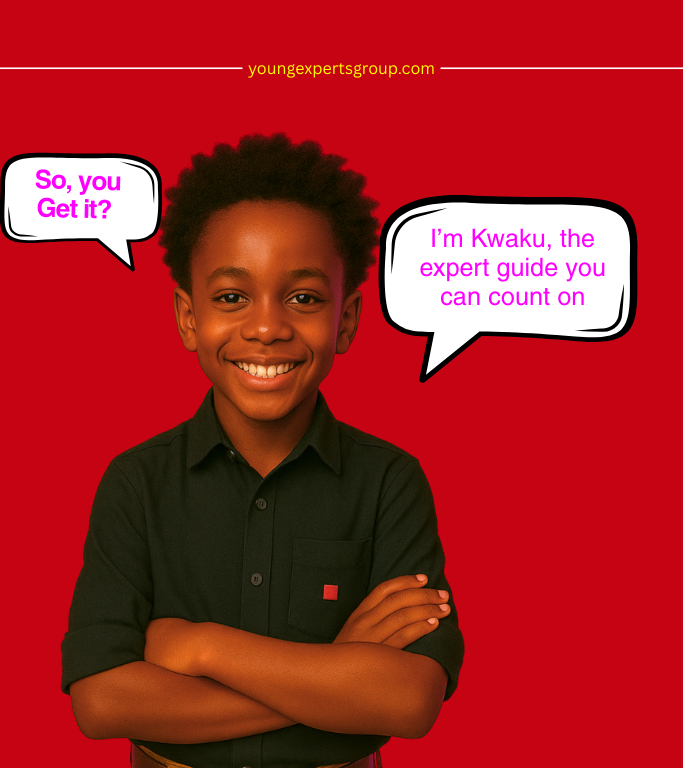 youngexpertsgroup.com
So, you
Get it?
I’m Kwaku, the
expert guide you
can count on